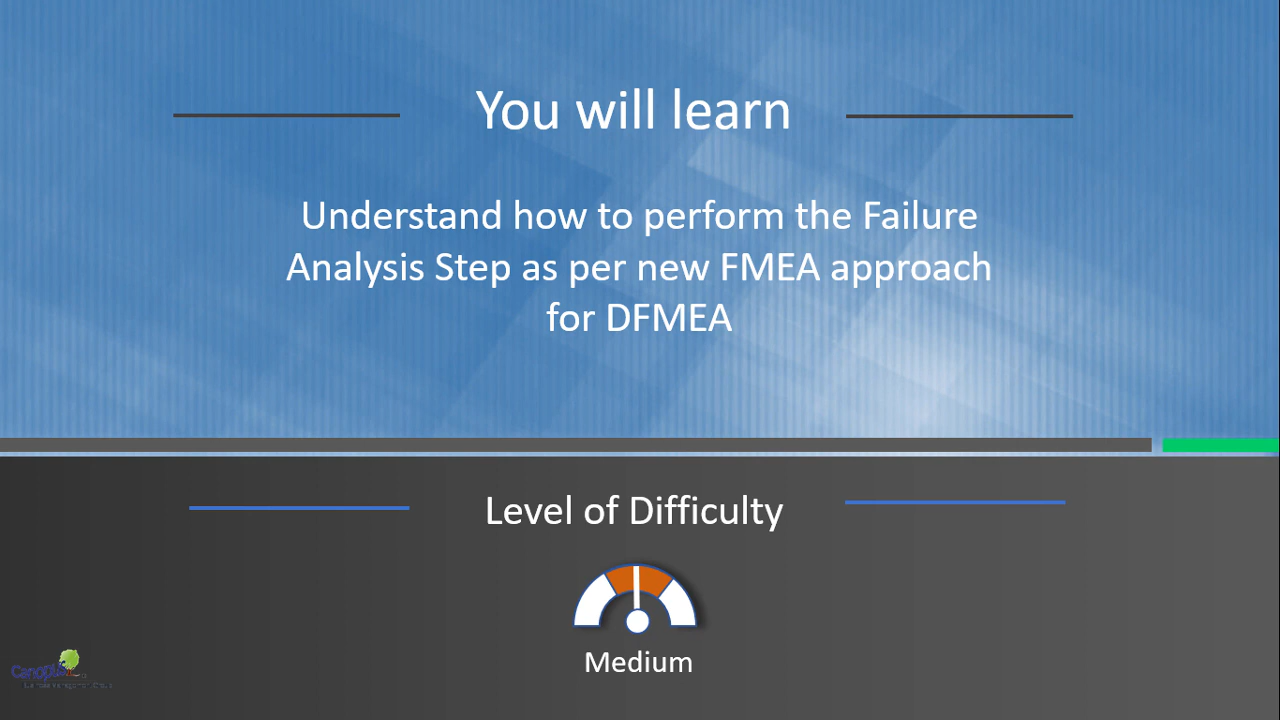 You will learn
Understand how to perform the Failure
Analysis Step as per new FMEA approach
for DFMEA
Level of Difficulty
Medium
Canopus